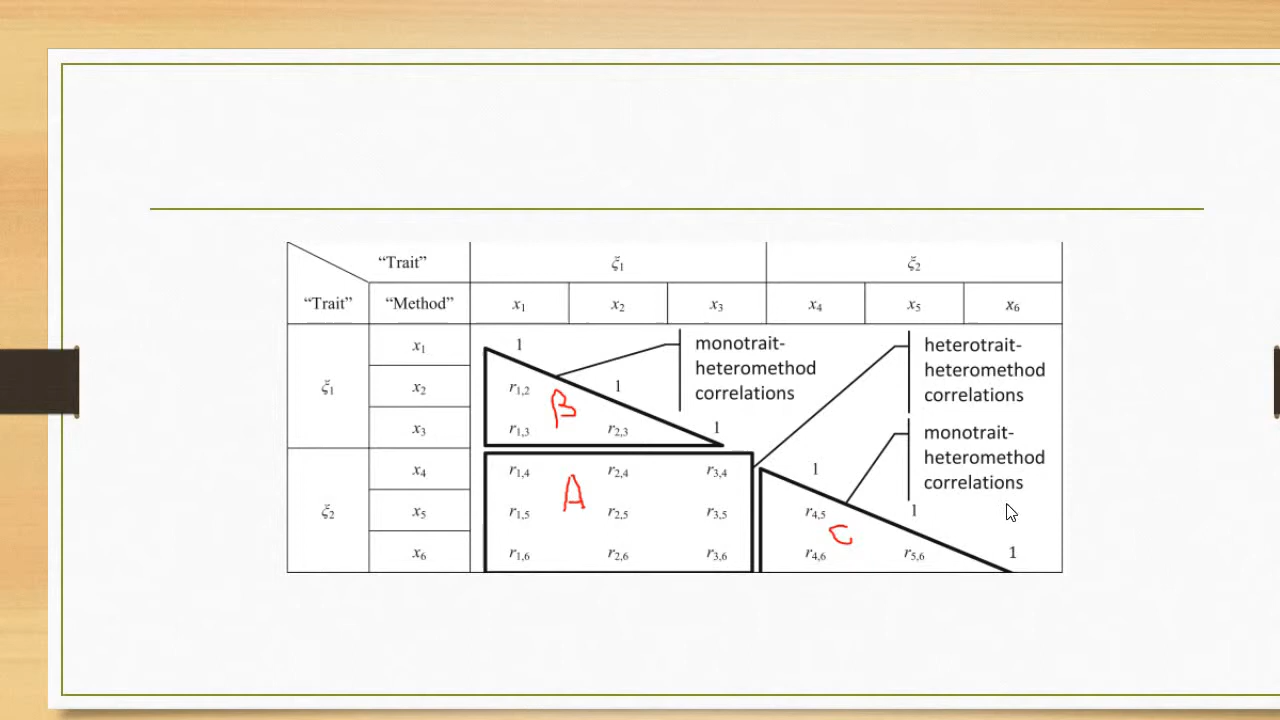 “Trait” ξ1 ξ2
“Trait” “Method” x1 x2 x3 x4 x5 x6
ξ1 x1 1
x2 r1,2 1
x3 r1,3 r2,3 1
ξ2 x4 r1,4 r2,4 r3,4 1
x5 r1,5 r2,5 r3,5 r4,5 1
x6 r1,6 r2,6 r3,6 r4,6 r5,6 1
monotrait-
heteromethod
correlations
heterotrait-
heteromethod
correlations
monotrait-
heteromethod
correlations
B
A
C